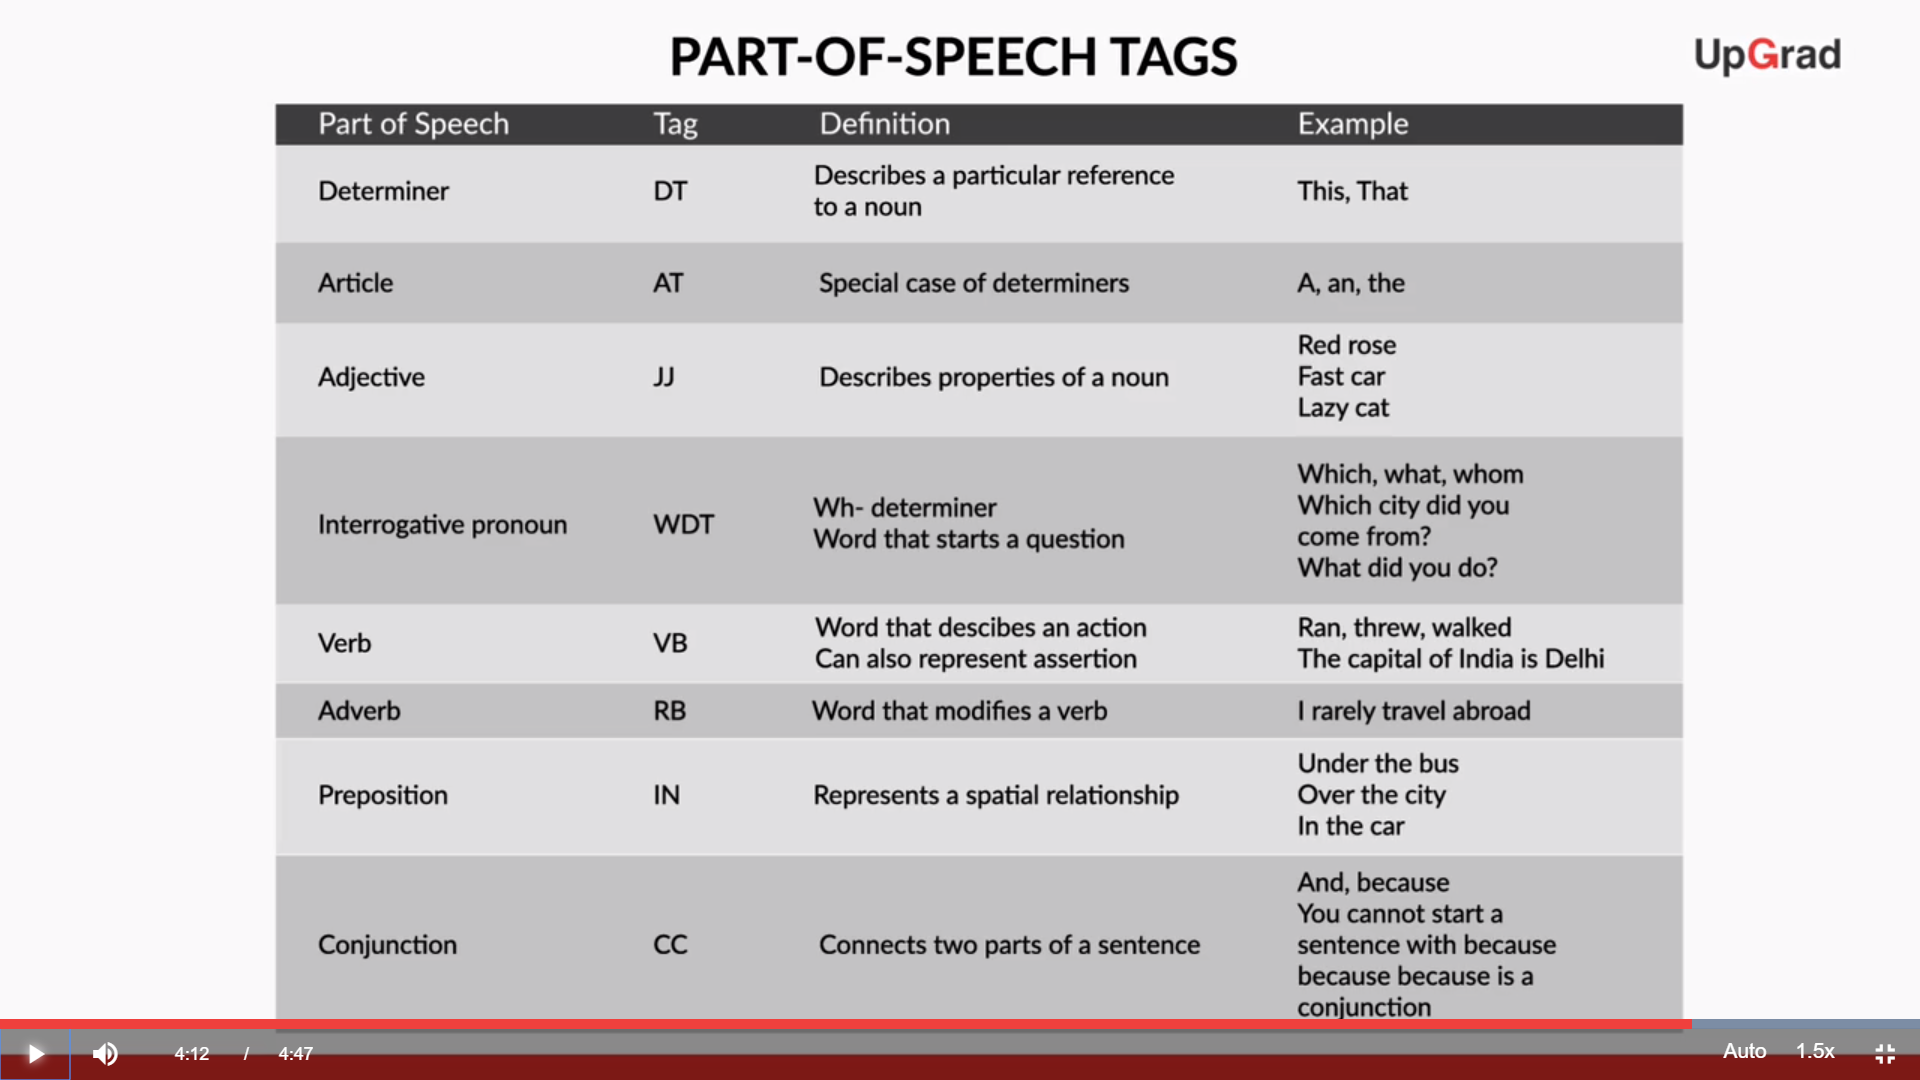 PART-OF-SPEECH TAGS
UpGrad
Part of Speech Tag Definition Example
Determiner DT Describes a particular reference to a noun This, That
Article AT Special case of determiners A, an, the
Adjective JJ Describes properties of a noun Red rose
Fast car
Lazy cat
Interrogative pronoun WDT Wh- determiner
Word that starts a question
Which, what, whom
Which city did you
come from?
What did you do?
Verb VB Word that descibes an action
Can also represent assertion
Ran, threw, walked
The capital of India is Delhi
Adverb RB Word that modifies a verb I rarely travel abroad
Preposition IN Represents a spatial relationship Under the bus
Over the city
In the car
Conjunction CC Connects two parts of a sentence And, because
You cannot start a
sentence with because
because because is a
conjunction
4:12 / 4:47 Auto 1.5x